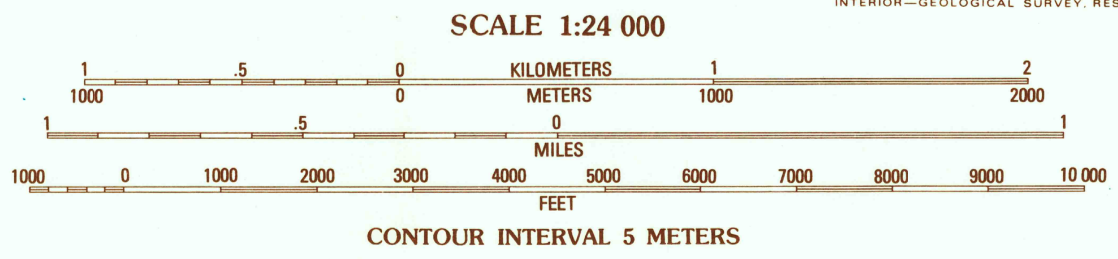 INTERIOR—GEOLOGICAL SURVEY, RES
SCALE 1:24 000
1 .5 0 KILOMETERS 1 2
1000 0 METERS 1000 2000
1 .5 0 1
MILES
1000 0 1000 2000 3000 4000 5000 6000 7000 8000 9000 10 000
FEET
CONTOUR INTERVAL 5 METERS